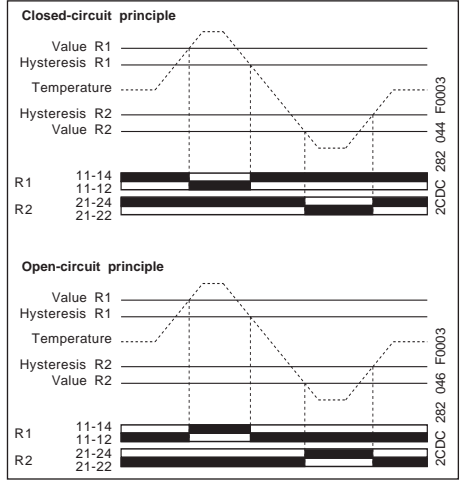 Closed-circuit principle
Value R1
Hysteresis R1
Temperature
Hysteresis R2
Value R2
R1
11-14
11-12
R2
21-24
21-22
2CDC 282 044 F0003
Open-circuit principle
Value R1
Hysteresis R1
Temperature
Hysteresis R2
Value R2
R1
11-14
11-12
R2
21-24
21-22
2CDC 282 046 F0003